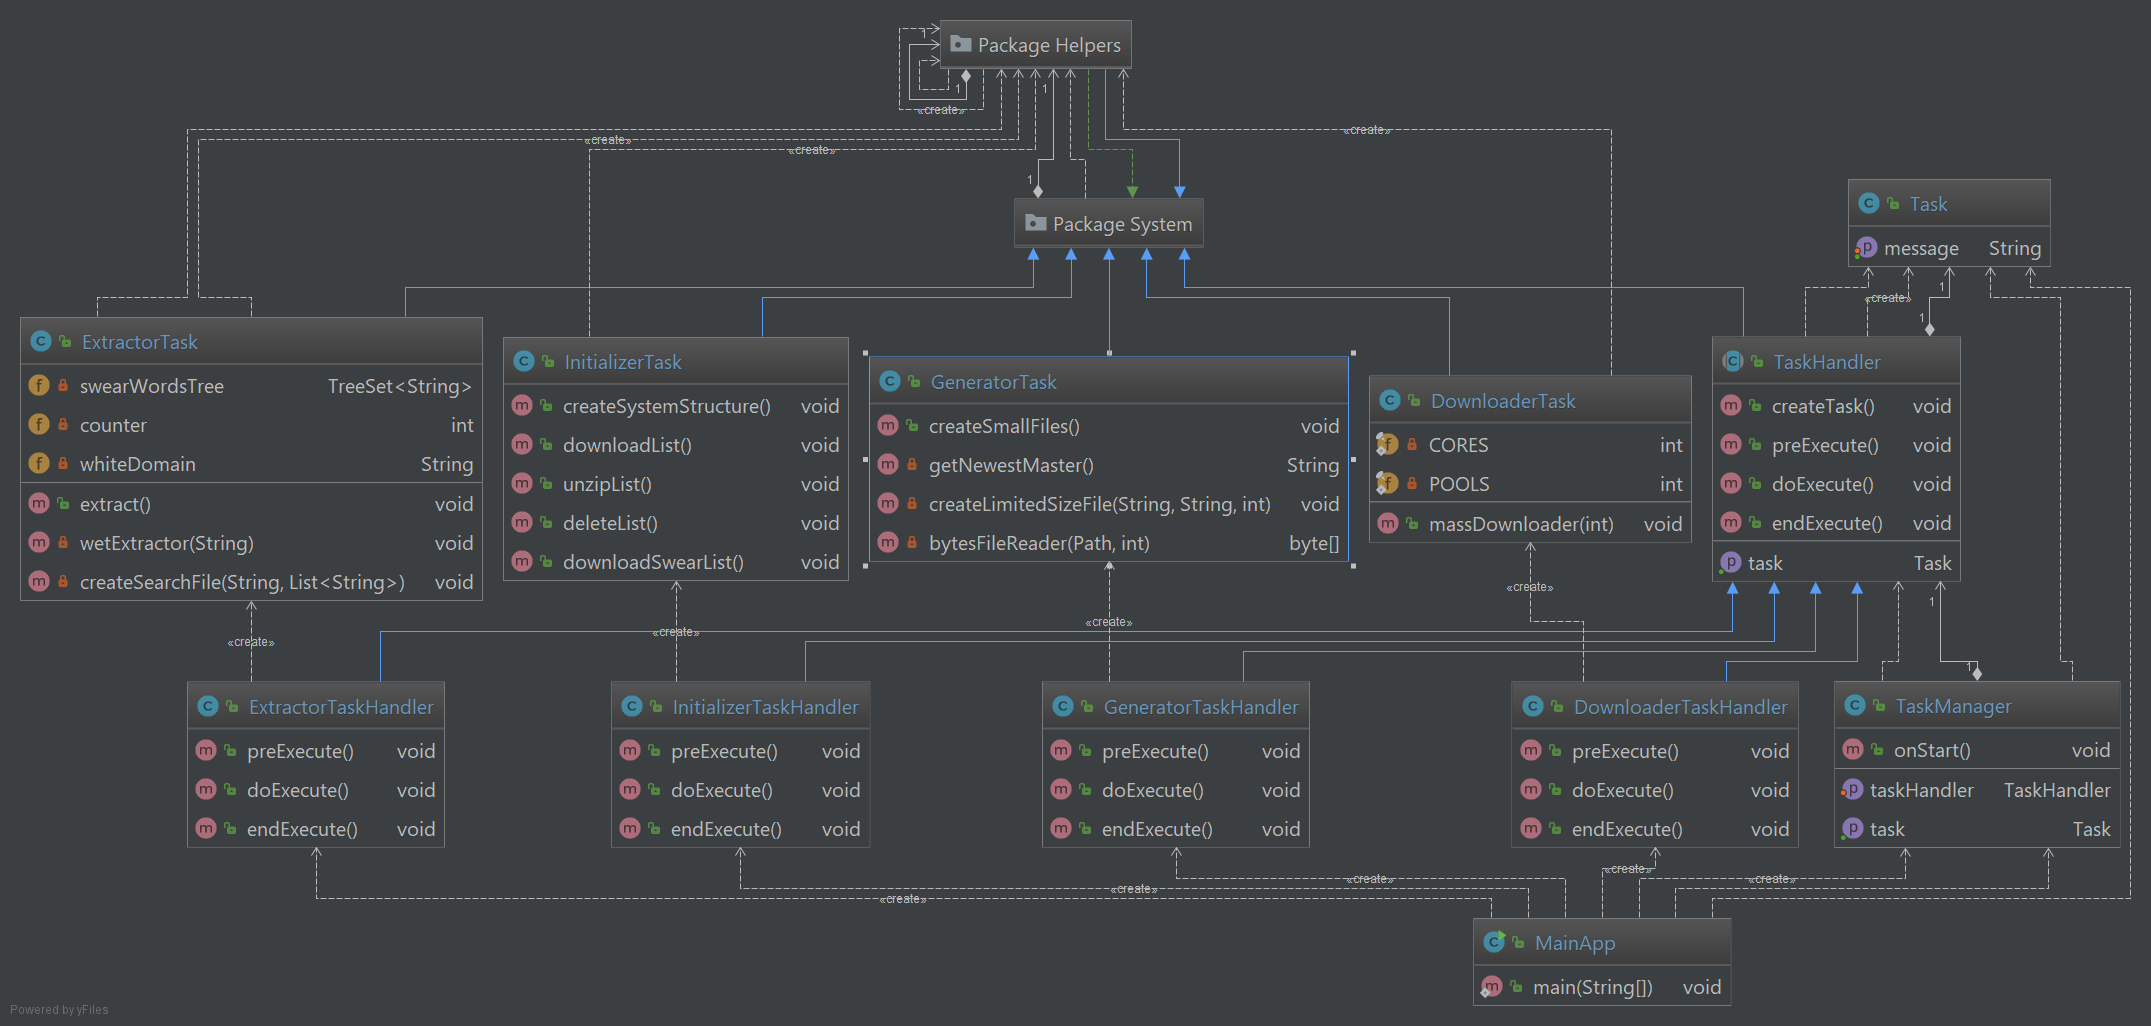 Package Helpers
1
1
1
«create»
«create»
«create»
«create»
1
Package System
Task
message String
«create»
1
1
ExtractorTask
swearWordsTree TreeSet<String>
counter int
whiteDomain String
extract() void
wetExtractor(String) void
createSearchFile(String, List<String>) void
InitializerTask
createSystemStructure() void
downloadList() void
unzipList() void
deleteList() void
downloadSwearList() void
GeneratorTask
createSmallFiles() void
getNewestMaster() String
createLimitedSizeFile(String, String, int) void
bytesFileReader(Path, int) byte[]
DownloaderTask
CORES int
POOLS int
massDownloader(int) void
TaskHandler
createTask() void
preExecute() void
doExecute() void
endExecute() void
task Task
«create»
«create»
«create»
«create»
1
1
ExtractorTaskHandler
preExecute() void
doExecute() void
endExecute() void
InitializerTaskHandler
preExecute() void
doExecute() void
endExecute() void
GeneratorTaskHandler
preExecute() void
doExecute() void
endExecute() void
DownloaderTaskHandler
preExecute() void
doExecute() void
endExecute() void
TaskManager
onStart() void
taskHandler TaskHandler
task Task
«create»
«create»
«create»
«create»
«create»
MainApp
main(String[]) void
Powered by yFiles